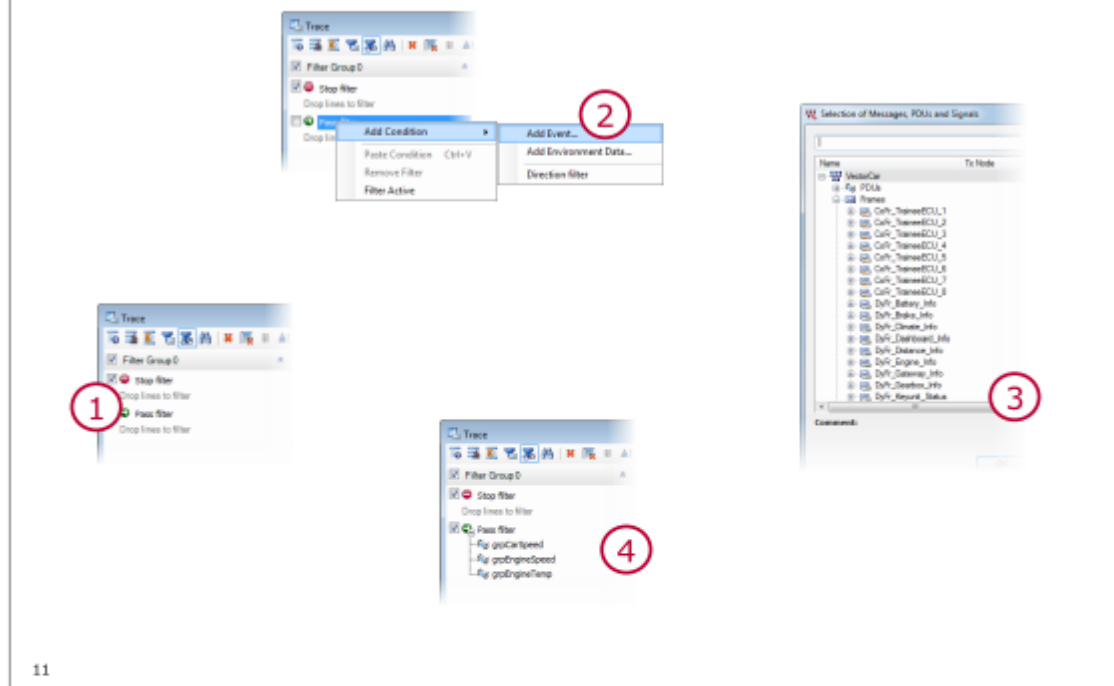 Trace
Filter Group 0
Stop filter
Drop lines to filter
Add Condition
Paste Condition Ctrl+V
Remove Filter
Filter Active
2
Add Event...
Add Environment Data...
Direction filter
Selection of Messages, PDUs and Signals
Name Tx Node
VectorCar
PDUs
Frames
CoFr_TraineeECU_1
CoFr_TraineeECU_2
CoFr_TraineeECU_3
CoFr_TraineeECU_4
CoFr_TraineeECU_5
CoFr_TraineeECU_6
CoFr_TraineeECU_7
CoFr_TraineeECU_8
DyFr_Battery_Info
DyFr_Brake_Info
DyFr_Climate_Info
DyFr_Dashboard_Info
DyFr_Distance_Info
DyFr_Engine_Info
DyFr_Gateway_Info
DyFr_Gearbox_Info
DyFr_Keyunit_Status
3
Comment:
Trace
Filter Group 0
Stop filter
Drop lines to filter
1
Pass filter
Drop lines to filter
Trace
Filter Group 0
Stop filter
Drop lines to filter
Pass filter
grpCarSpeed
grpEngineSpeed
grpEngineTemp
4
11